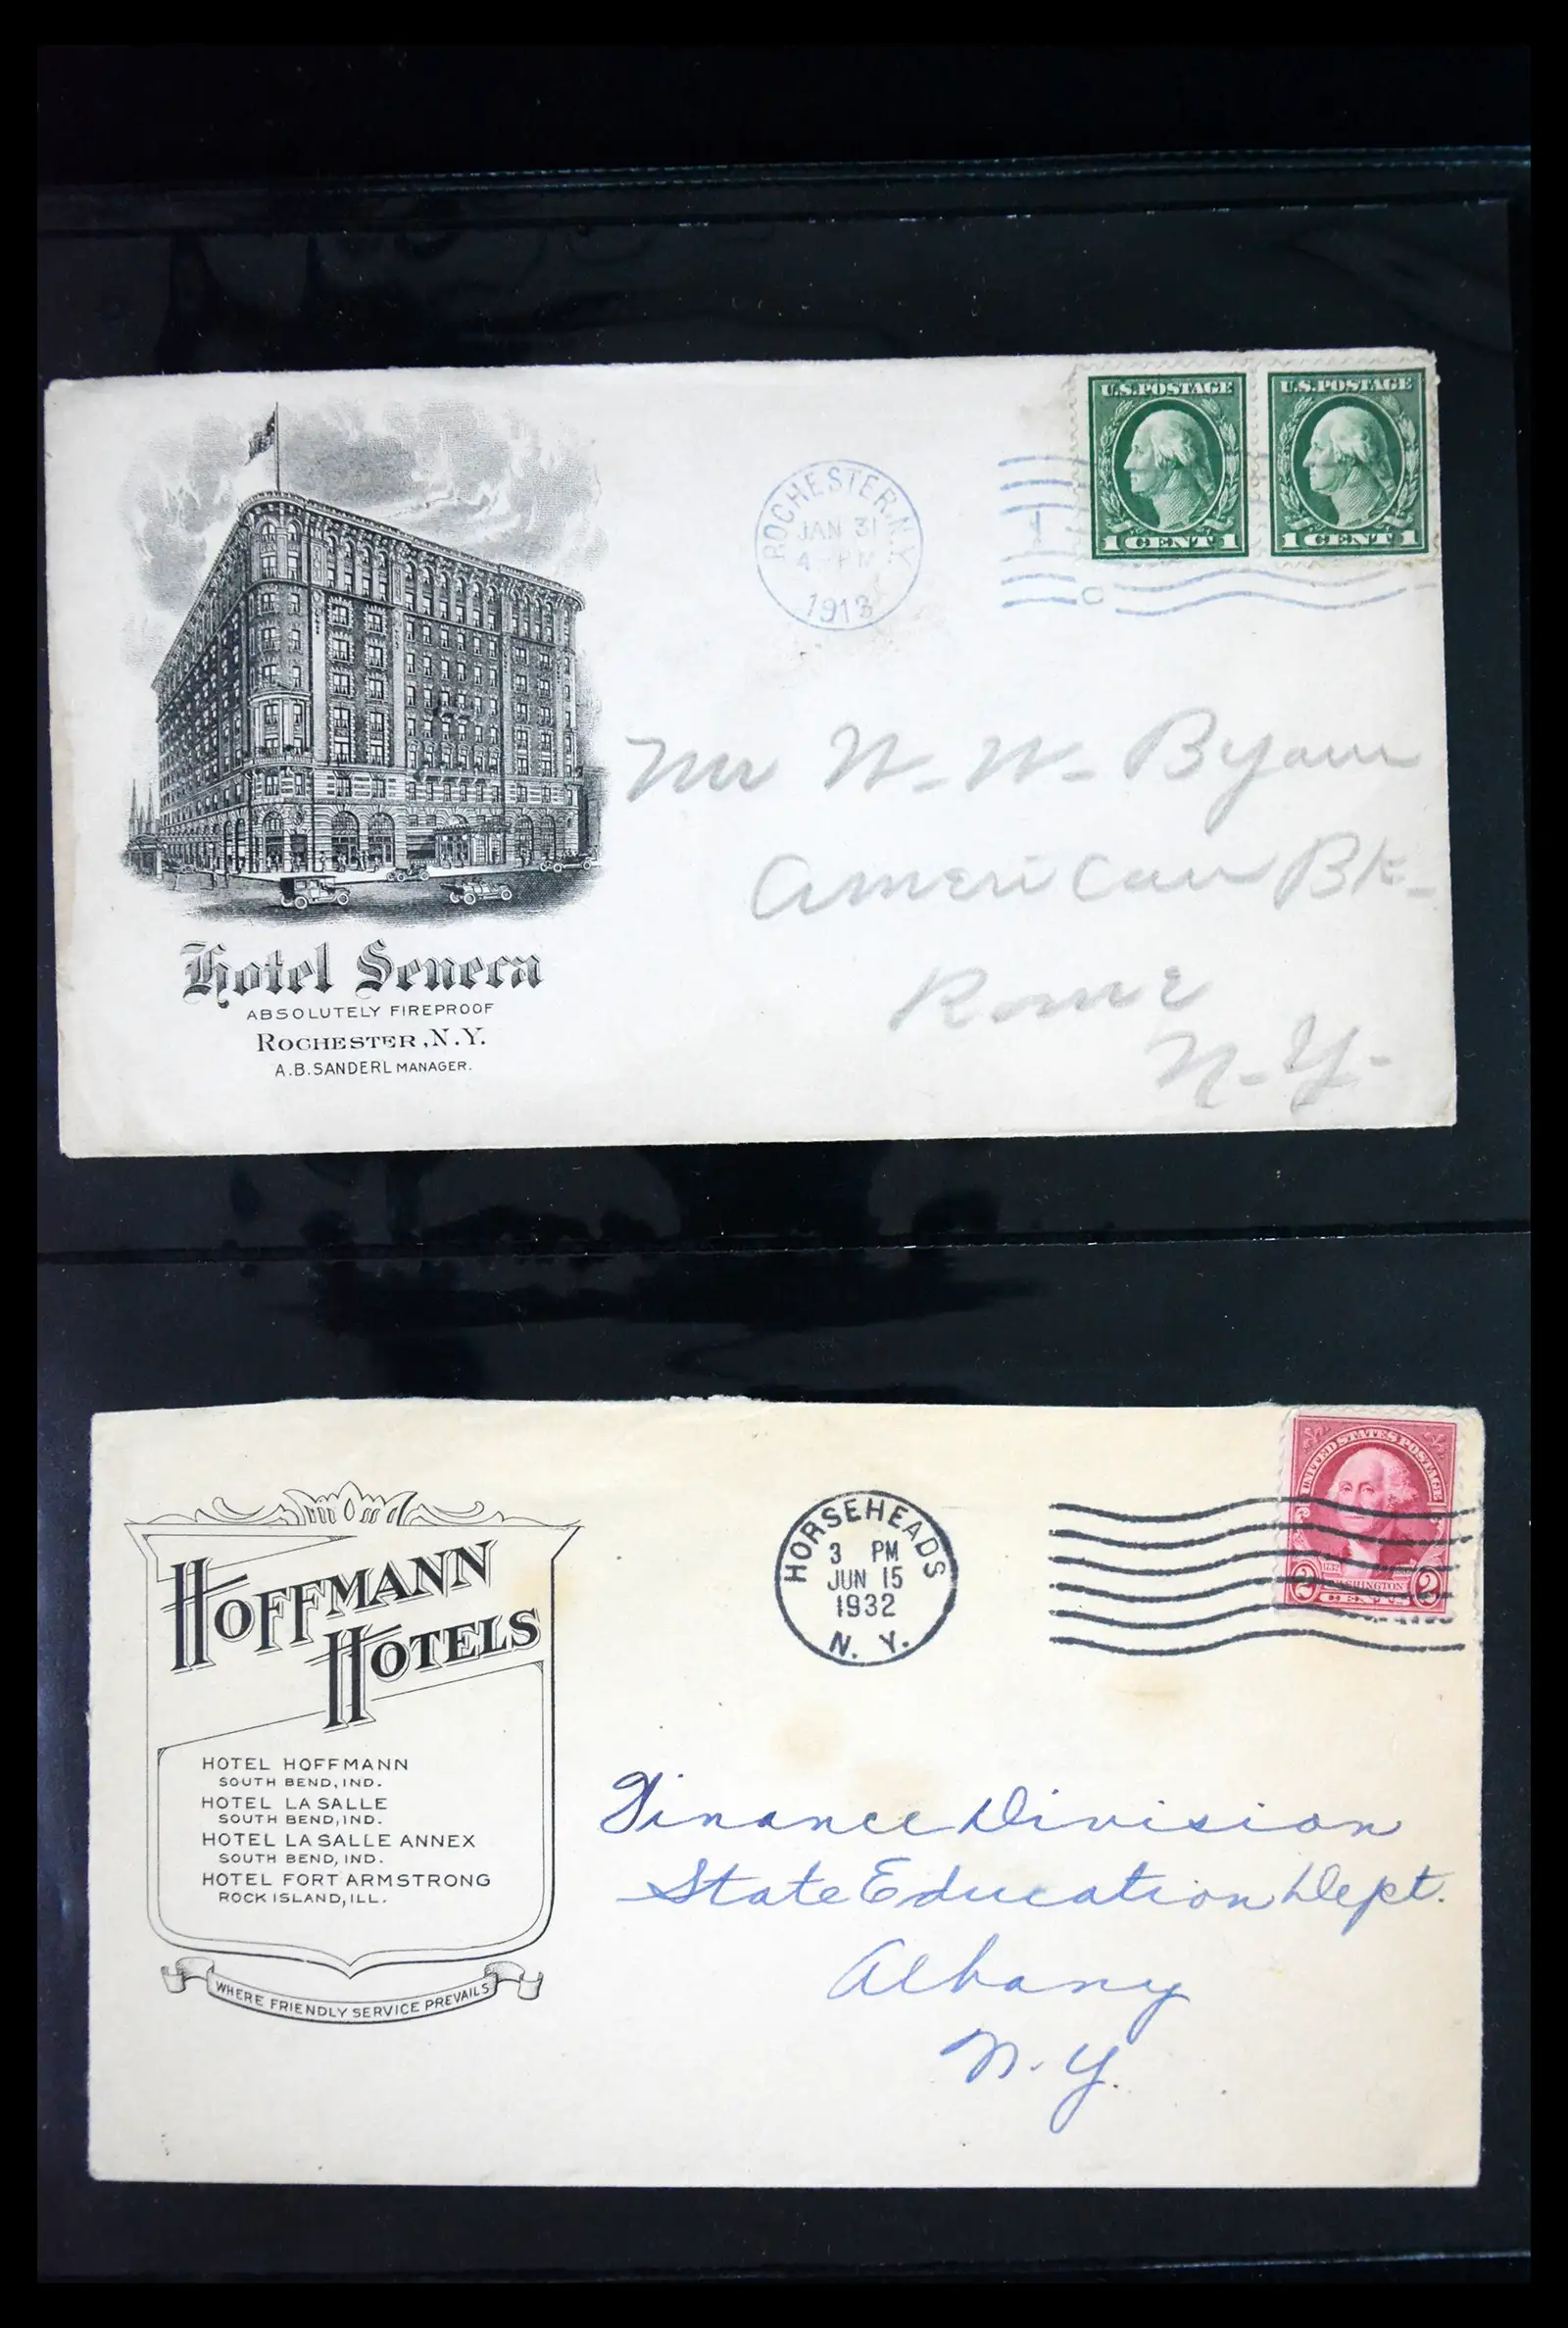 U.S.POSTAGE
1 CENT 1
U.S.POSTAGE
1 CENT 1
ROCHESTER, N.Y.
JAN 31
4 - PM
1913
C
Mr W. W. Byam
American Bk.
Rome
N. Y.
Hotel Seneca
ABSOLUTELY FIREPROOF
ROCHESTER, N.Y.
A.B. SANDERL MANAGER.
UNITED STATES POSTAGE
1732
WASHINGTON
2 CENTS 2
HORSEHEADS
3 PM
JUN 15
1932
N. Y.
HOFFMANN
HOTELS
HOTEL HOFFMANN
SOUTH BEND, IND.
HOTEL LA SALLE
SOUTH BEND, IND.
HOTEL LA SALLE ANNEX
SOUTH BEND, IND.
HOTEL FORT ARMSTRONG
ROCK ISLAND, ILL.
WHERE FRIENDLY SERVICE PREVAILS
Finance Division
State Education Dept.
Albany
N. Y.